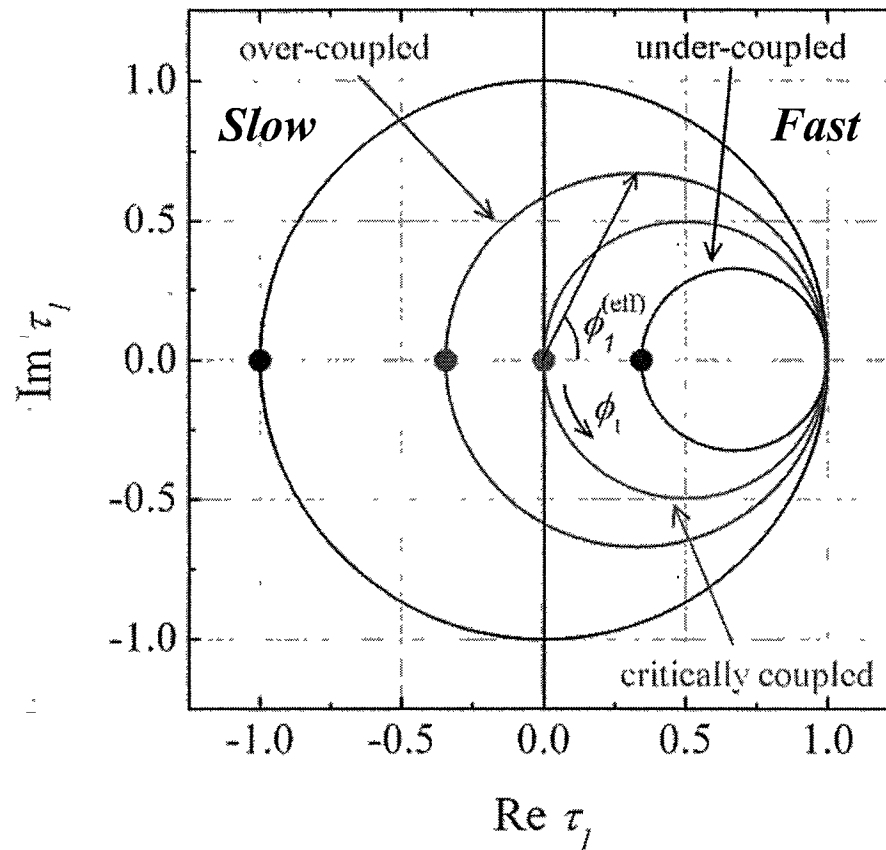 over-coupled
under-coupled
1.0
Slow
Fast
0.5
ϕ₁⁽ᵉᶠᶠ⁾
Im τ₁
0.0
ϕ₁
-0.5
-1.0
critically coupled
-1.0 -0.5 0.0 0.5 1.0
Re τ₁